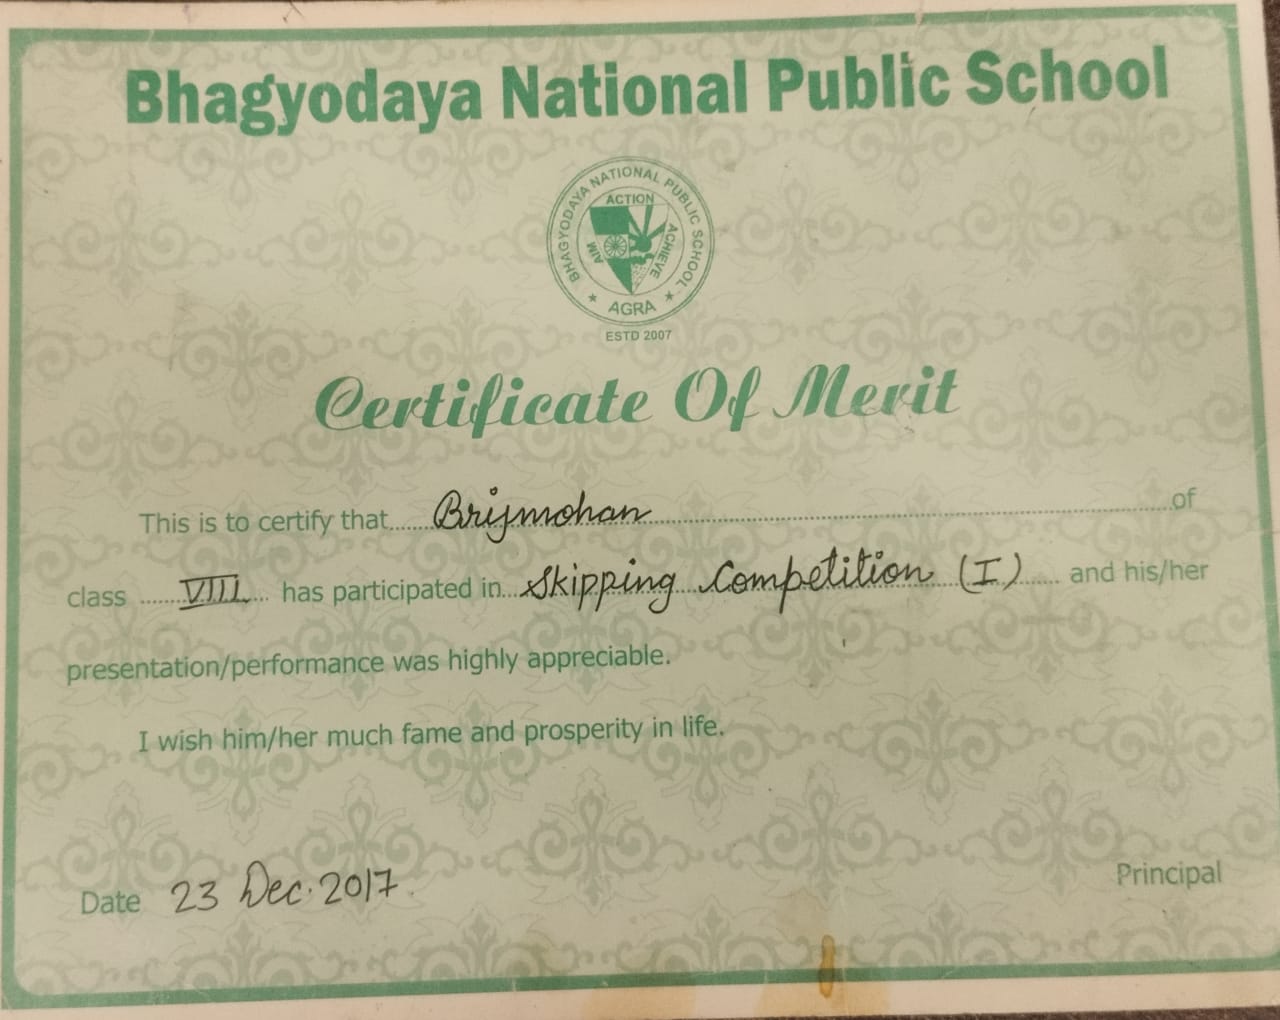 Bhagyodaya National Public School
BHAGYODAYA NATIONAL PUBLIC SCHOOL
ACTION
AIM
ACHIEVE
★ AGRA ★
ESTD 2007
Certificate Of Merit
This is to certify that......Brijmohan..........of
class ......VIII.... has participated in...Skipping Competition (I)...... and his/her
presentation/performance was highly appreciable.
I wish him/her much fame and prosperity in life.
Principal
Date 23 Dec. 2017.